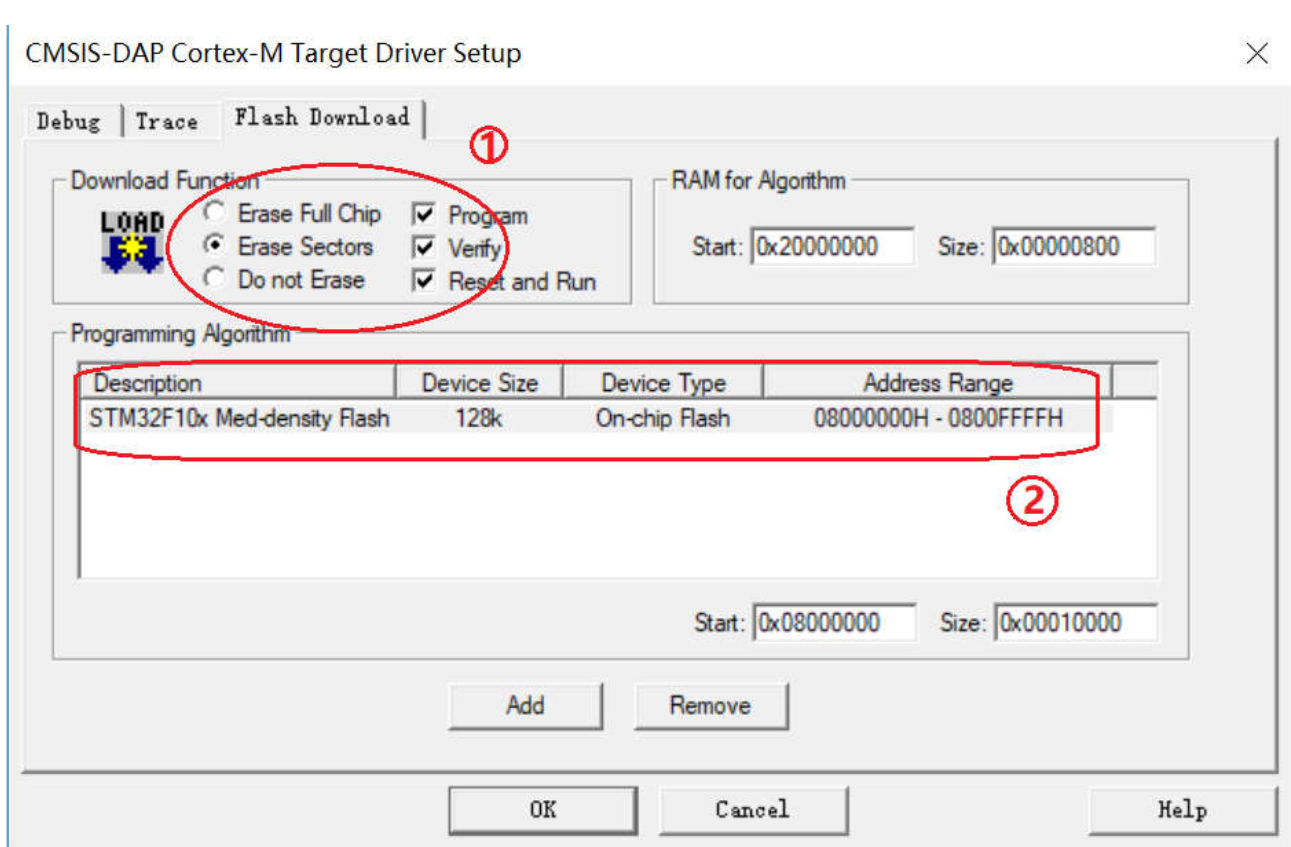 CMSIS-DAP Cortex-M Target Driver Setup
Debug Trace Flash Download
①
Download Function
LOAD
Erase Full Chip Program
Erase Sectors Verify
Do not Erase Reset and Run
RAM for Algorithm
Start: 0x20000000 Size: 0x00000800
Programming Algorithm
Description Device Size Device Type Address Range
STM32F10x Med-density Flash 128k On-chip Flash 08000000H - 0800FFFFH
②
Start: 0x08000000 Size: 0x00010000
Add Remove
OK Cancel Help